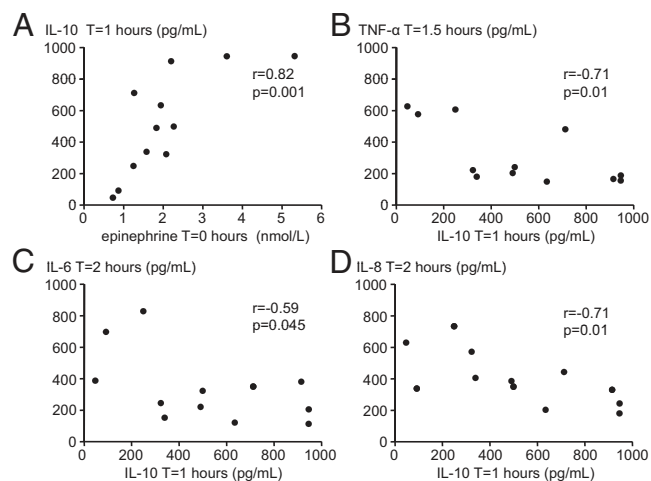 A IL-10 T=1 hours (pg/mL)
1000
800
600
400
200
0
r=0.82
p=0.001
0 1 2 3 4 5 6
epinephrine T=0 hours (nmol/L)
B TNF-α T=1.5 hours (pg/mL)
1000
800
600
400
200
0
r=-0.71
p=0.01
0 200 400 600 800 1000
IL-10 T=1 hours (pg/mL)
C IL-6 T=2 hours (pg/mL)
1000
800
600
400
200
0
r=-0.59
p=0.045
0 200 400 600 800 1000
IL-10 T=1 hours (pg/mL)
D IL-8 T=2 hours (pg/mL)
1000
800
600
400
200
0
r=-0.71
p=0.01
0 200 400 600 800 1000
IL-10 T=1 hours (pg/mL)